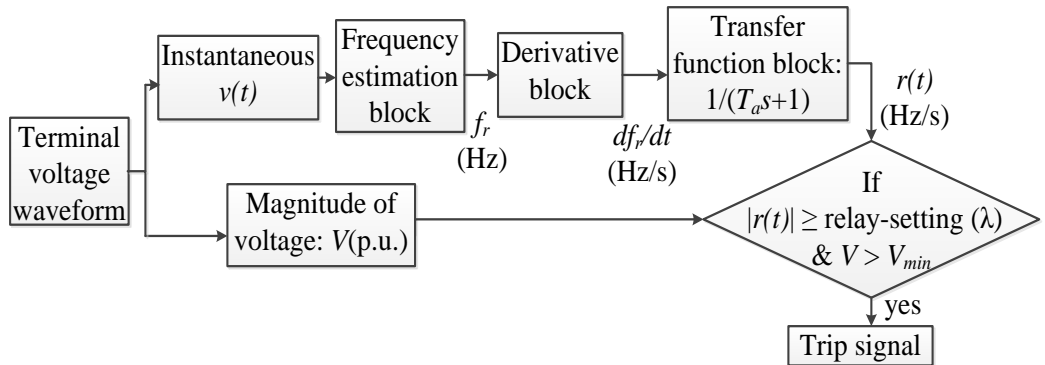 Terminal
voltage
waveform
Instantaneous
v(t)
Frequency
estimation
block
f_r
(Hz)
Derivative
block
df_r/dt
(Hz/s)
Transfer
function block:
1/(T_a s+1)
r(t)
(Hz/s)
Magnitude of
voltage: V(p.u.)
If
|r(t)| ≥ relay-setting (λ)
& V > V_min
yes
Trip signal